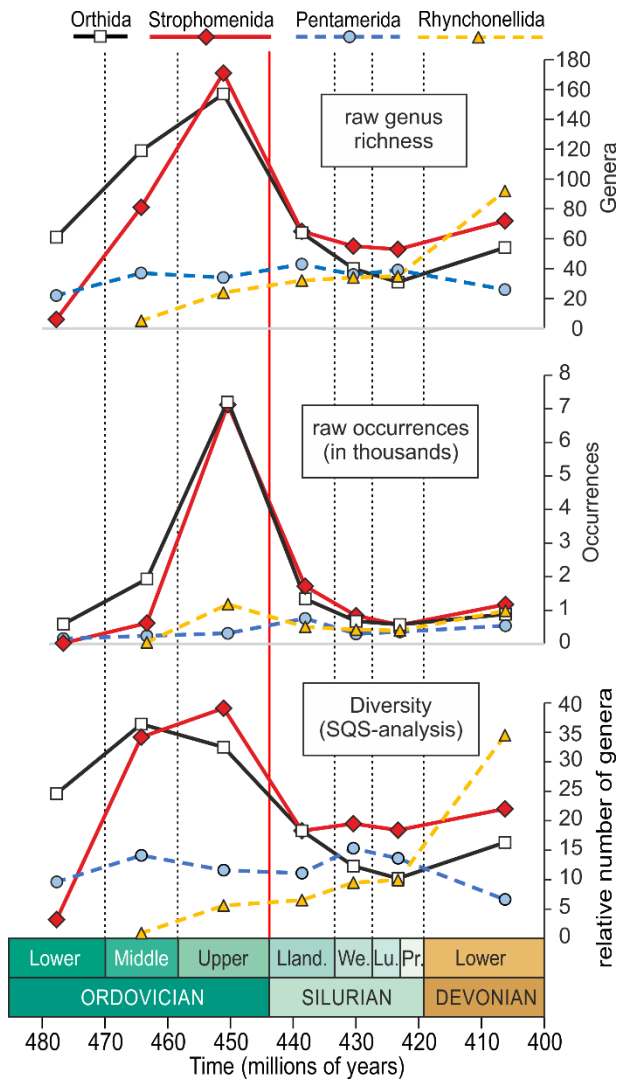 Orthida Strophomenida Pentamerida Rhynchonellida
180
160
140
120
100
80
60
40
20
0
Genera
raw genus
richness
8
7
6
5
4
3
2
1
0
Occurrences
raw occurrences
(in thousands)
40
35
30
25
20
15
10
5
0
relative number of genera
Diversity
(SQS-analysis)
Lower Middle Upper Lland. We. Lu. Pr. Lower
ORDOVICIAN SILURIAN DEVONIAN
480 470 460 450 440 430 420 410 400
Time (millions of years)